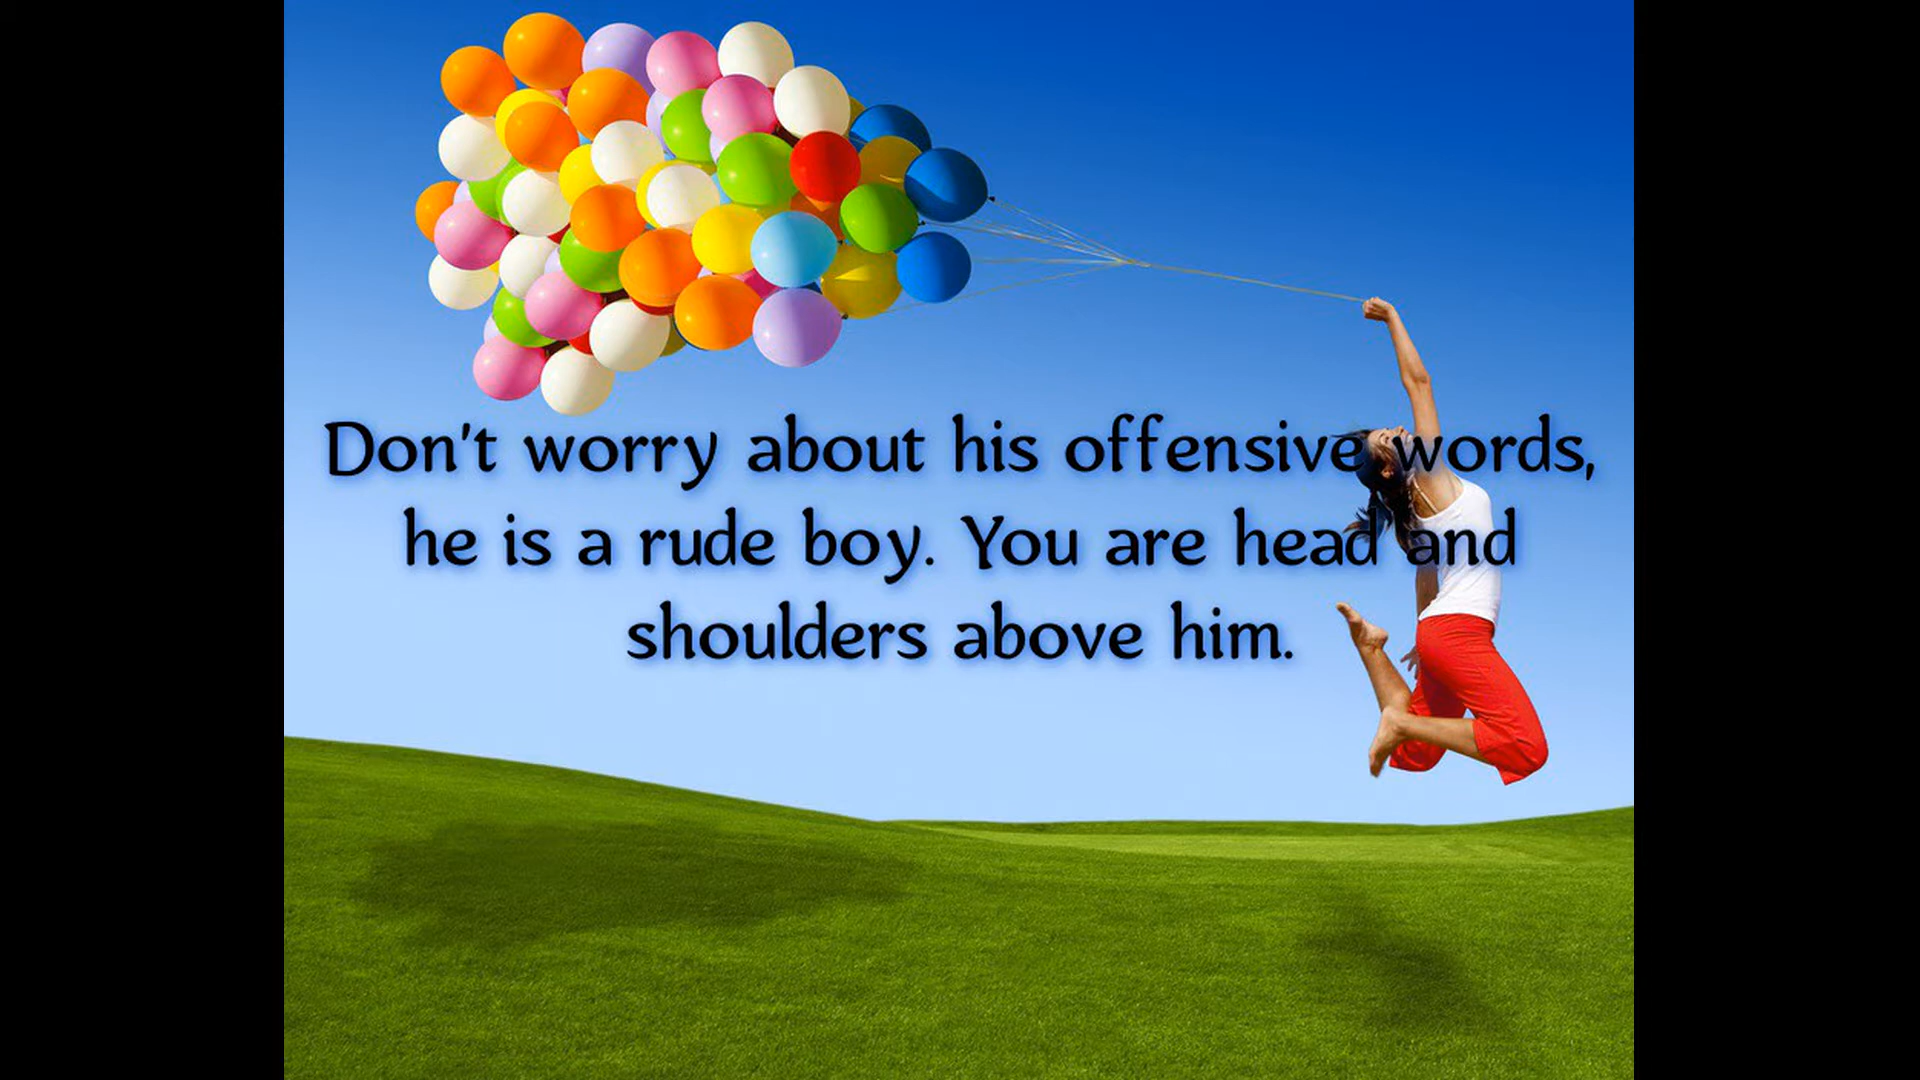 Don't worry about his offensive words,
he is a rude boy. You are head and
shoulders above him.